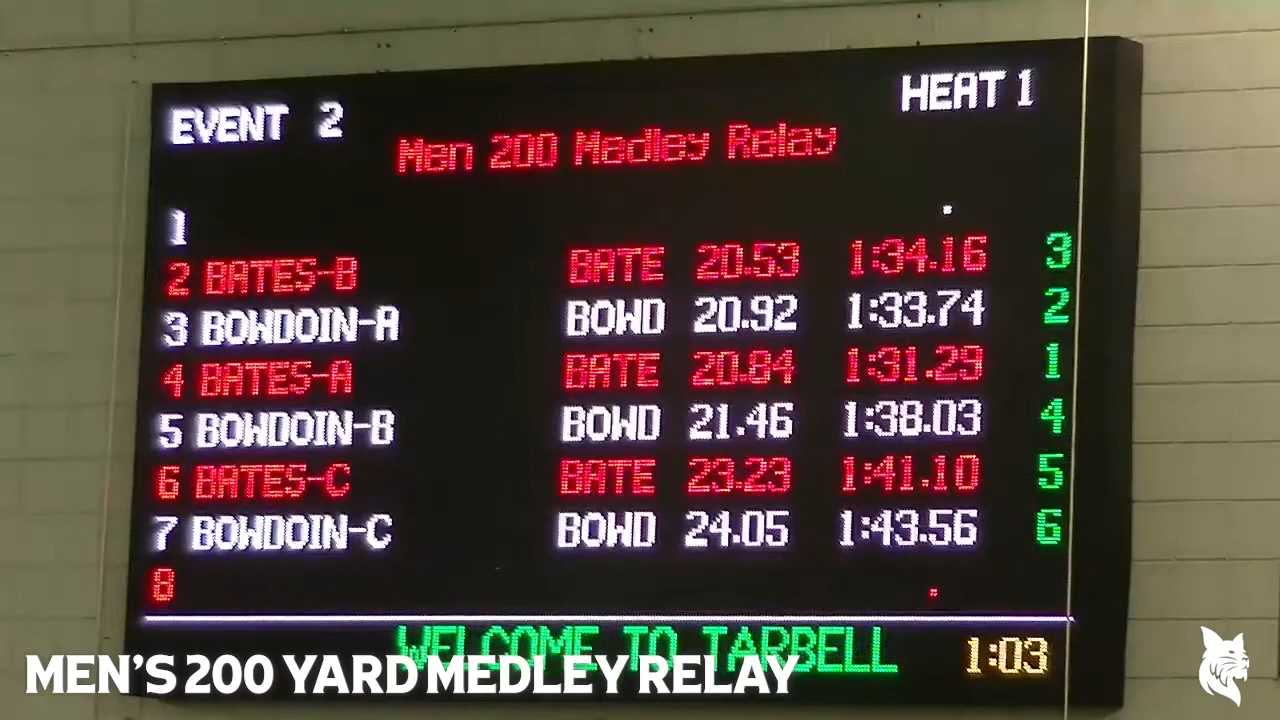 EVENT 2 HEAT 1
Men 200 Medley Relay
1 .
2 BATES-B BATE 20.53 1:34.16 3
3 BOWDOIN-A BOWD 20.92 1:33.74 2
4 BATES-A BATE 20.84 1:31.29 1
5 BOWDOIN-B BOWD 21.46 1:38.03 4
6 BATES-C BATE 23.23 1:41.10 5
7 BOWDOIN-C BOWD 24.05 1:43.56 6
8 .
WELCOME TO TARBELL 1:03
MEN'S 200 YARD MEDLEY RELAY